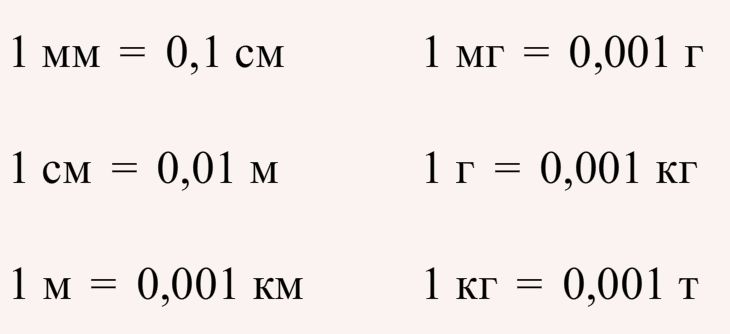 1 мм = 0,1 см 1 мг = 0,001 г
1 см = 0,01 м 1 г = 0,001 кг
1 м = 0,001 км 1 кг = 0,001 т